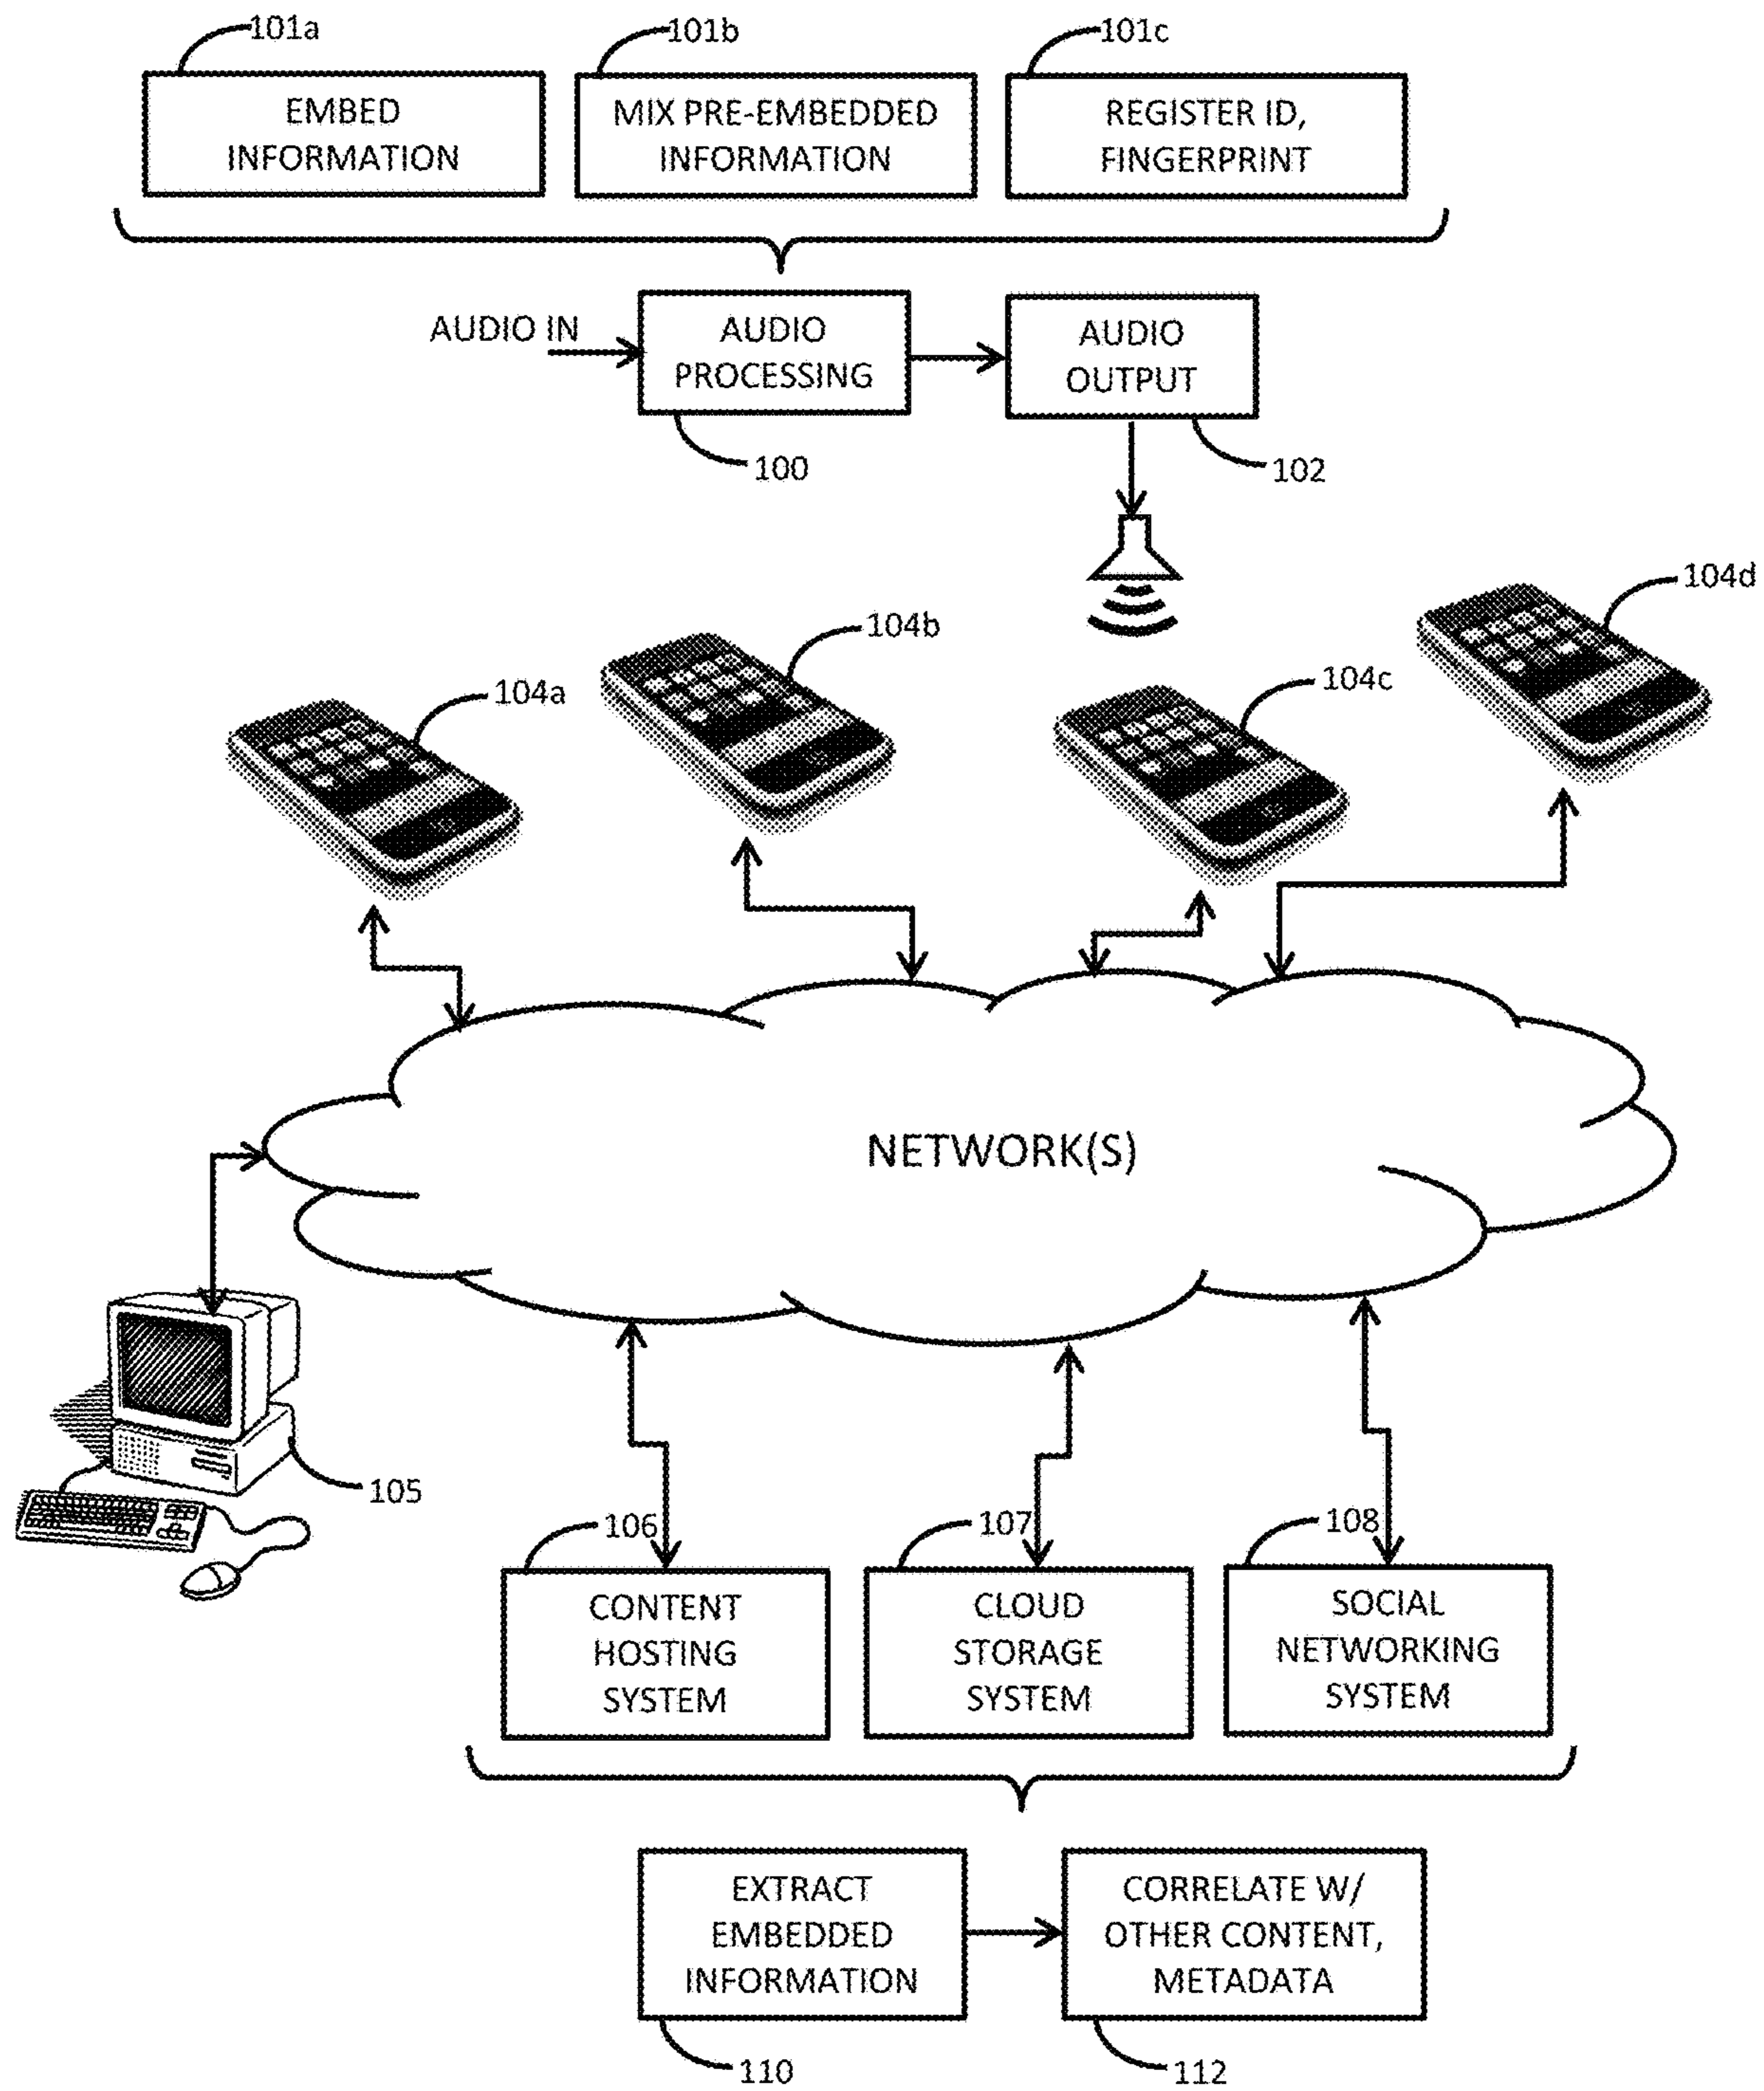 101a
101b
101c
EMBED
INFORMATION
MIX PRE-EMBEDDED
INFORMATION
REGISTER ID,
FINGERPRINT
AUDIO IN
AUDIO
PROCESSING
AUDIO
OUTPUT
100
102
104a
104b
104c
104d
NETWORK(S)
105
106
107
108
CONTENT
HOSTING
SYSTEM
CLOUD
STORAGE
SYSTEM
SOCIAL
NETWORKING
SYSTEM
EXTRACT
EMBEDDED
INFORMATION
CORRELATE W/
OTHER CONTENT,
METADATA
110
112